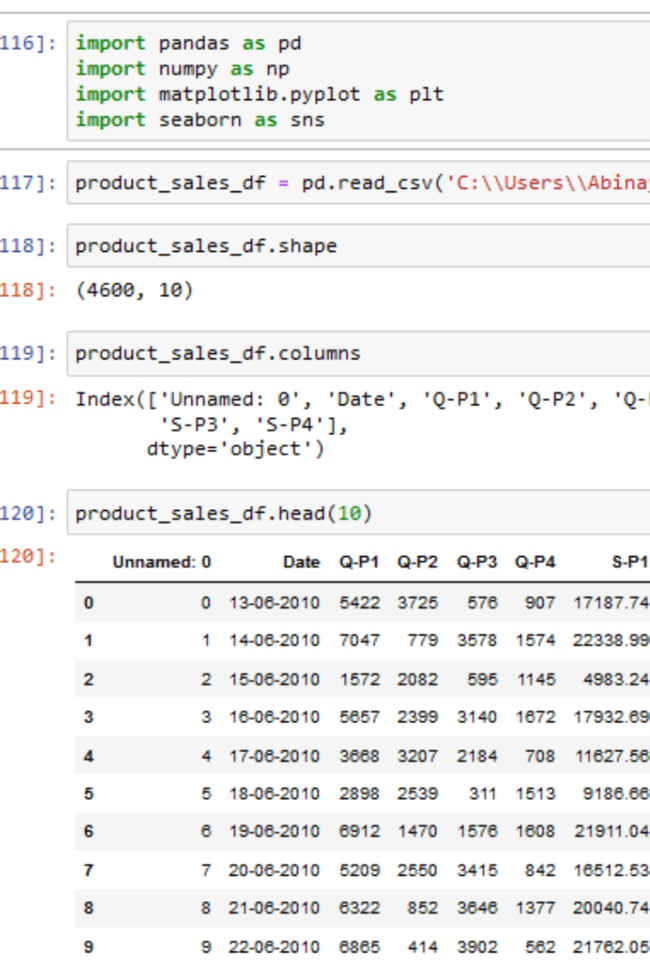 116]: import pandas as pd
import numpy as np
import matplotlib.pyplot as plt
import seaborn as sns
117]: product_sales_df = pd.read_csv('C:\\Users\\Abina
118]: product_sales_df.shape
118]: (4600, 10)
119]: product_sales_df.columns
119]: Index(['Unnamed: 0', 'Date', 'Q-P1', 'Q-P2', 'Q-
'S-P3', 'S-P4'],
dtype='object')
120]: product_sales_df.head(10)
120]: Unnamed: 0 Date Q-P1 Q-P2 Q-P3 Q-P4 S-P1
0 0 13-06-2010 5422 3725 576 907 17187.74
1 1 14-06-2010 7047 779 3578 1574 22338.99
2 2 15-06-2010 1572 2082 595 1145 4983.24
3 3 16-06-2010 5657 2399 3140 1672 17932.69
4 4 17-06-2010 3668 3207 2184 708 11627.56
5 5 18-06-2010 2898 2539 311 1513 9186.66
6 6 19-06-2010 6912 1470 1576 1608 21911.04
7 7 20-06-2010 5209 2550 3415 842 16512.53
8 8 21-06-2010 6322 852 3646 1377 20040.74
9 9 22-06-2010 6865 414 3902 562 21762.05